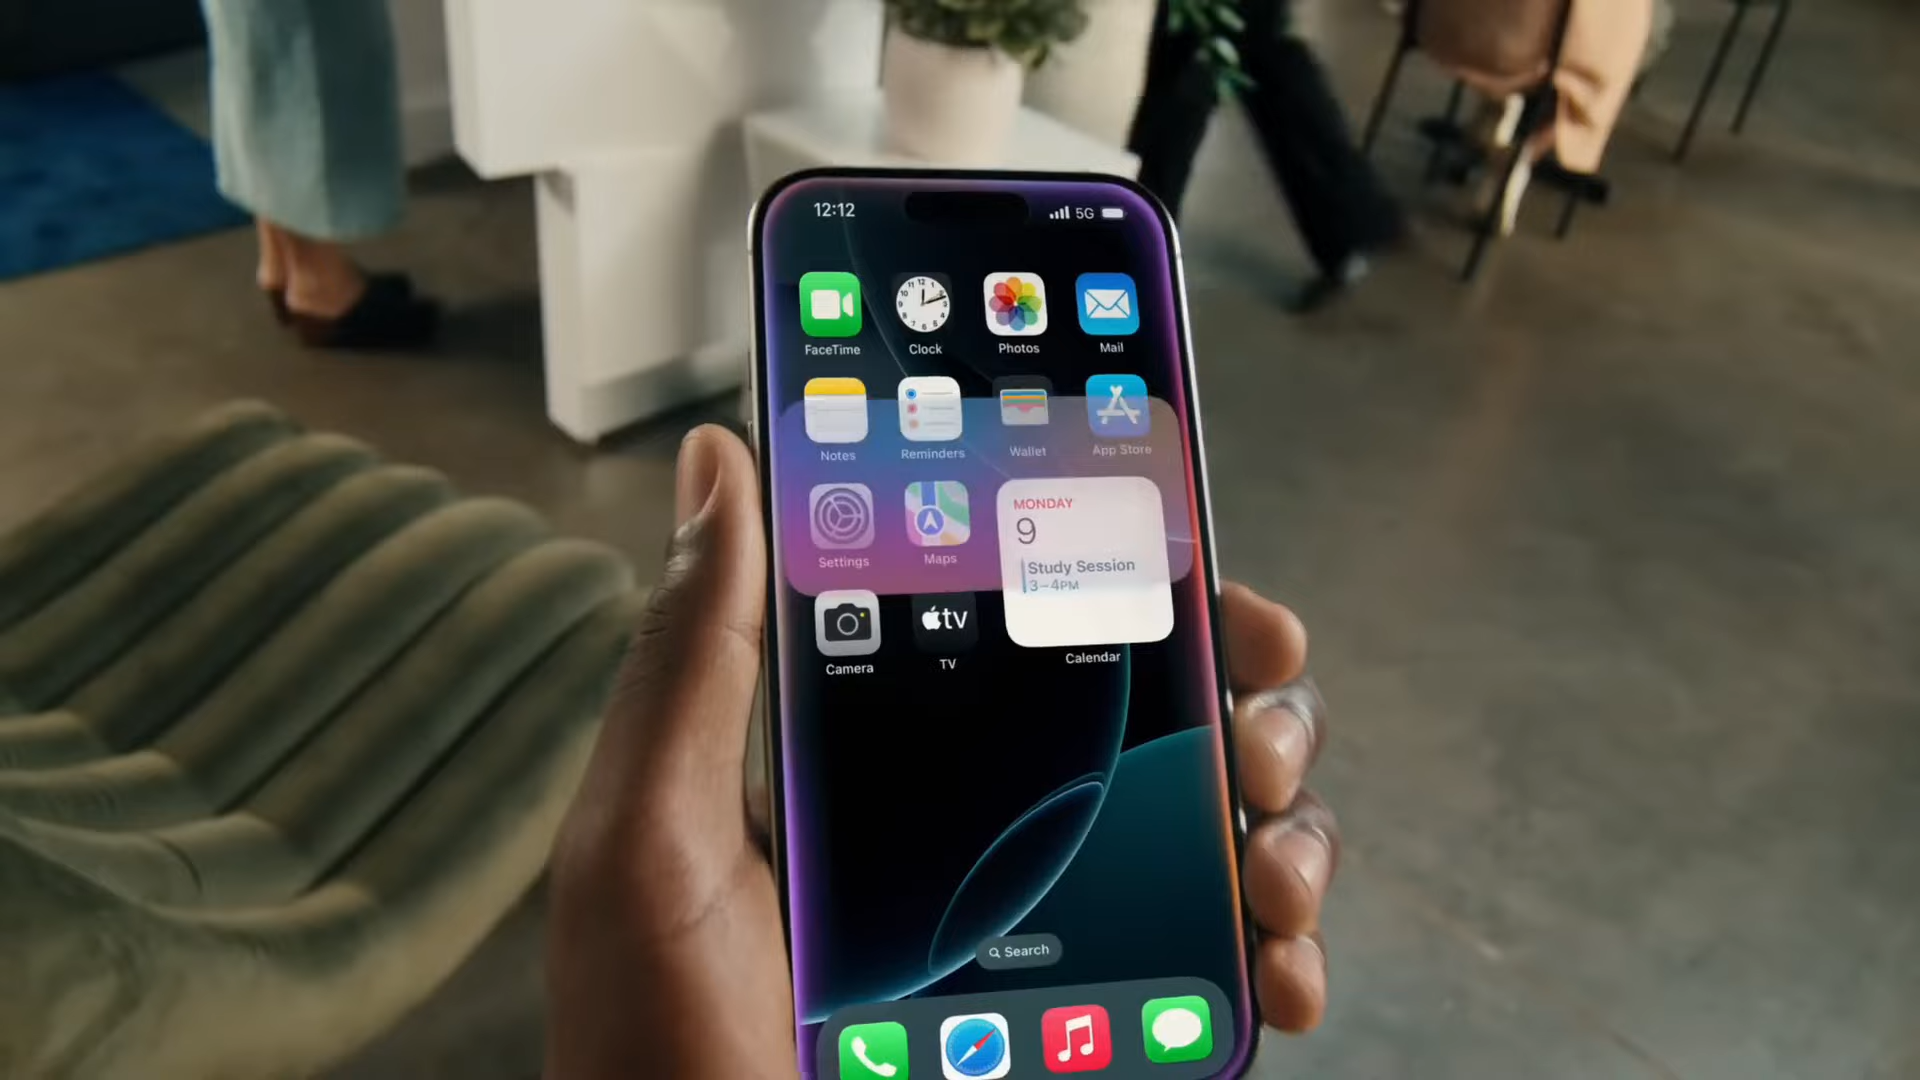 12:12 5G
FaceTime Clock Photos Mail
Notes Reminders Wallet App Store
MONDAY
9
Study Session
3–4PM
Settings Maps
tv
Camera TV Calendar
Search